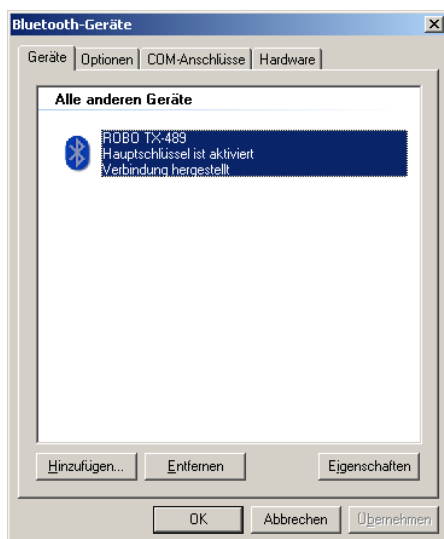 Bluetooth-Geräte
Geräte Optionen COM-Anschlüsse Hardware
Alle anderen Geräte
ROBO TX-489
Hauptschlüssel ist aktiviert
Verbindung hergestellt
Hinzufügen... Entfernen Eigenschaften
OK Abbrechen Übernehmen